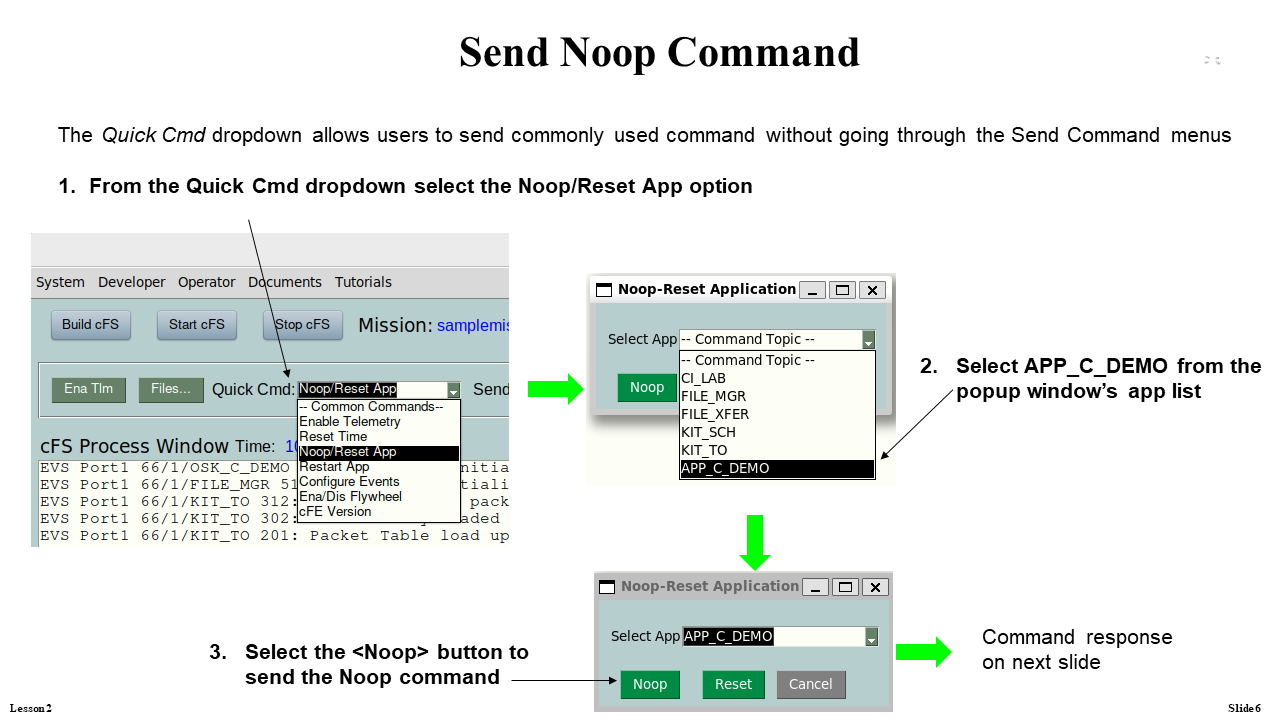 Send Noop Command
The Quick Cmd dropdown allows users to send commonly used command without going through the Send Command menus
1. From the Quick Cmd dropdown select the Noop/Reset App option
System Developer Operator Documents Tutorials
Build cFS Start cFS Stop cFS Mission: samplemis
Ena Tlm Files... Quick Cmd: Noop/Reset App Send
-- Common Commands--
Enable Telemetry
Reset Time
Noop/Reset App
Restart App
Configure Events
Ena/Dis Flywheel
cFE Version
cFS Process Window Time: 10
EVS Port1 66/1/OSK_C_DEMO nitia
EVS Port1 66/1/FILE_MGR 51 tiali
EVS Port1 66/1/KIT_TO 312: pack
EVS Port1 66/1/KIT_TO 302: aded
EVS Port1 66/1/KIT_TO 201: Packet Table load up
Noop-Reset Application
Select App -- Command Topic --
-- Command Topic --
CI_LAB
FILE_MGR
FILE_XFER
KIT_SCH
KIT_TO
APP_C_DEMO
Noop
2. Select APP_C_DEMO from the
popup window’s app list
Noop-Reset Application
Select App APP_C_DEMO
Noop Reset Cancel
3. Select the <Noop> button to
send the Noop command
Command response
on next slide
Lesson 2
Slide 6